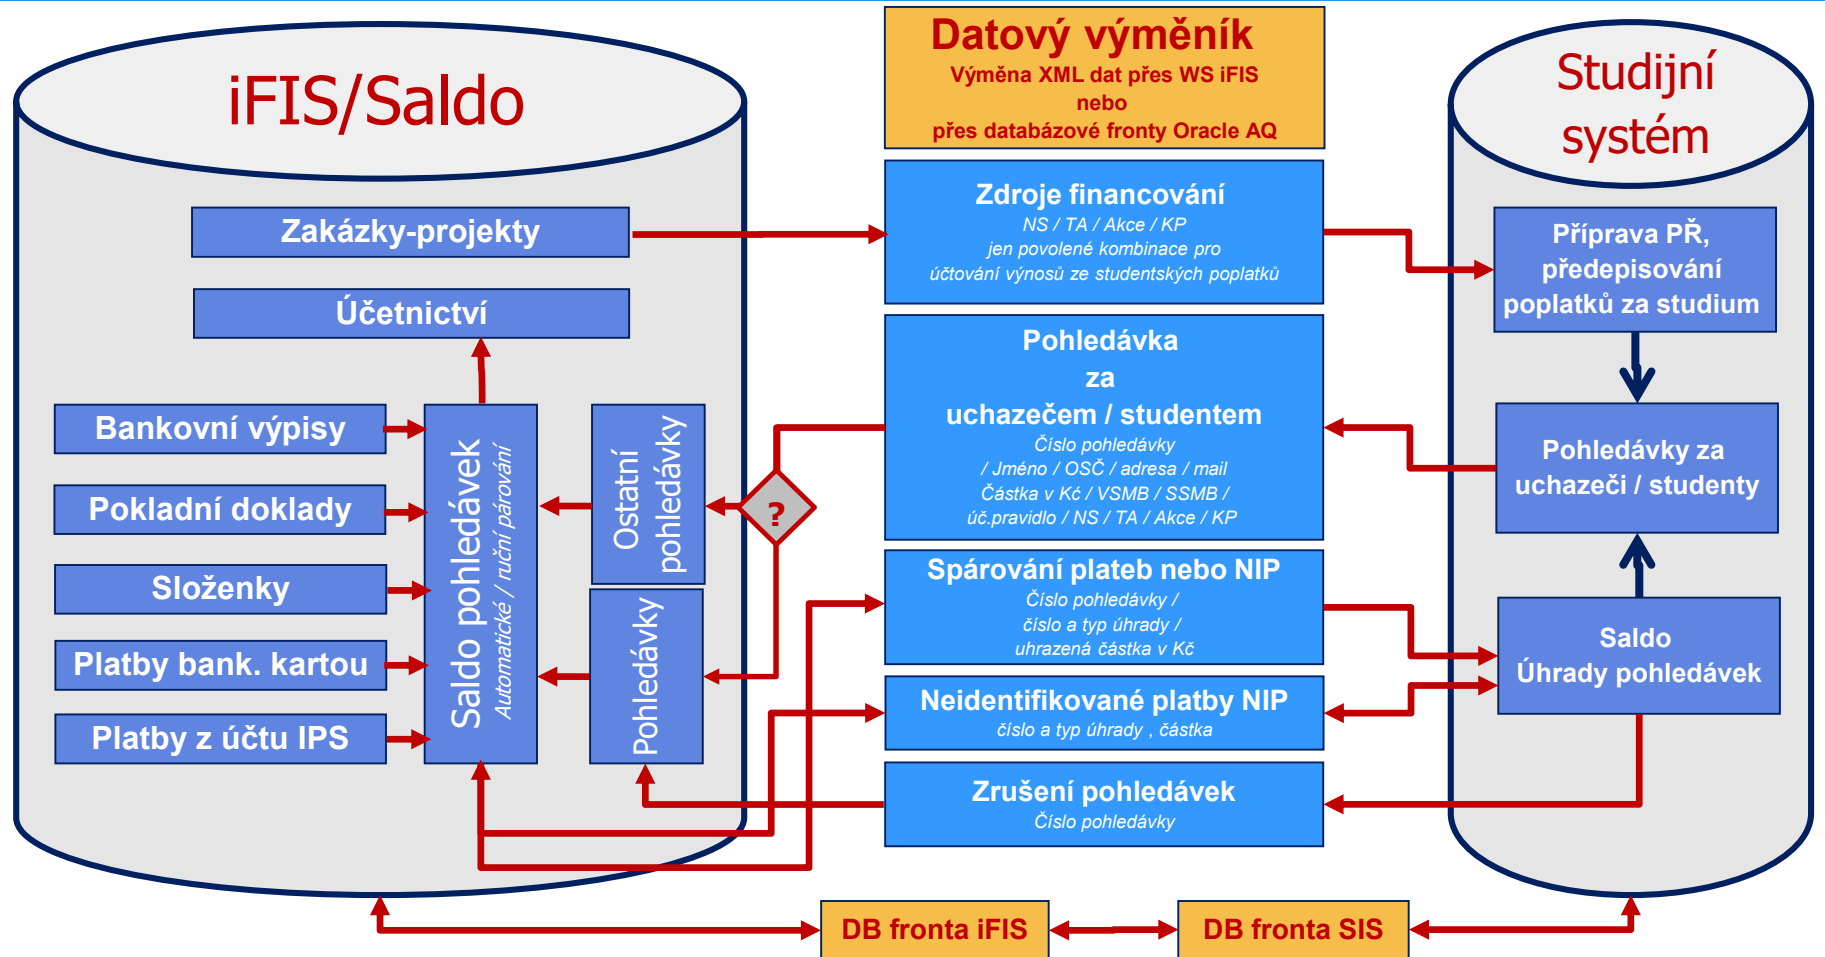 iFIS/Saldo
Zakázky-projekty
Účetnictví
Bankovní výpisy
Pokladní doklady
Složenky
Platby bank. kartou
Platby z účtu IPS
Saldo pohledávek
Automatické / ruční párování
Ostatní
pohledávky
Pohledávky
?
Datový výměník
Výměna XML dat přes WS iFIS
nebo
přes databázové fronty Oracle AQ
Zdroje financování
NS / TA / Akce / KP
jen povolené kombinace pro
účtování výnosů ze studentských poplatků
Pohledávka
za
uchazečem / studentem
Číslo pohledávky
/ Jméno / OSČ / adresa / mail
Částka v Kč / VSMB / SSMB /
úč.pravidlo / NS / TA / Akce / KP
Spárování plateb nebo NIP
Číslo pohledávky /
číslo a typ úhrady /
uhrazená částka v Kč
Neidentifikované platby NIP
číslo a typ úhrady , částka
Zrušení pohledávek
Číslo pohledávky
Studijní
systém
Příprava PŘ,
předepisování
poplatků za studium
Pohledávky za
uchazeči / studenty
Saldo
Úhrady pohledávek
DB fronta iFIS
DB fronta SIS